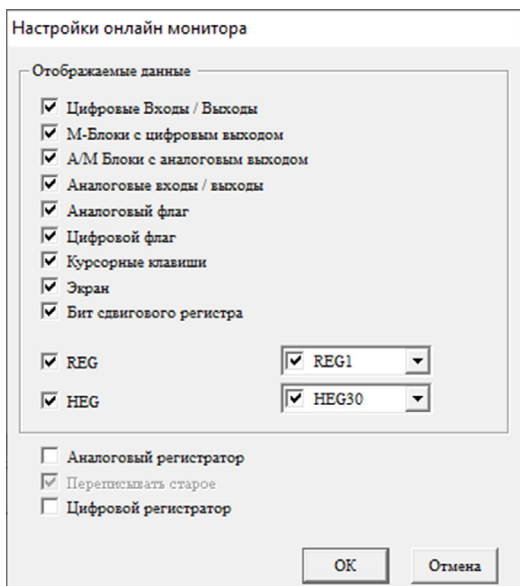 Настройки онлайн монитора
Отображаемые данные
Цифровые Входы / Выходы
М-Блоки с цифровым выходом
А/М Блоки с аналоговым выходом
Аналоговые входы / выходы
Аналоговый флаг
Цифровой флаг
Курсорные клавиши
Экран
Бит сдвигового регистра
REG REG1
HEG HEG30
Аналоговый регистратор
Переписывать старое
Цифровой регистратор
OK Отмена